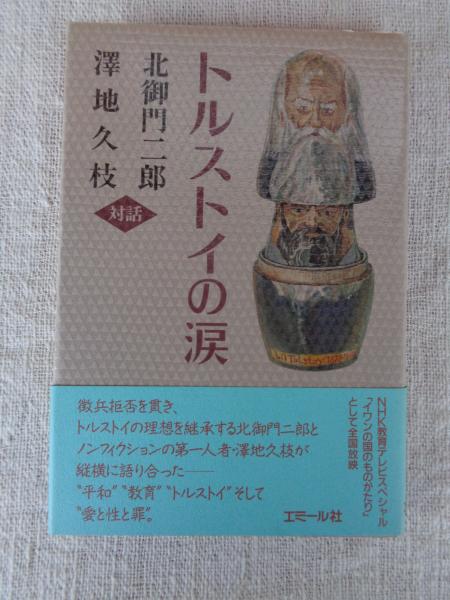 トルストイの涙
北御門二郎
澤地久枝
対話
徴兵拒否を貫き、
トルストイの理想を継承する北御門二郎と
ノンフィクションの第一人者・澤地久枝が
縦横に語り合った――
“平和”“教育”“トルストイ”そして
“愛と性と罪”。
NHK教育テレビスペシャル
「イワンの国のものがたり」
として全国放映
エミール社